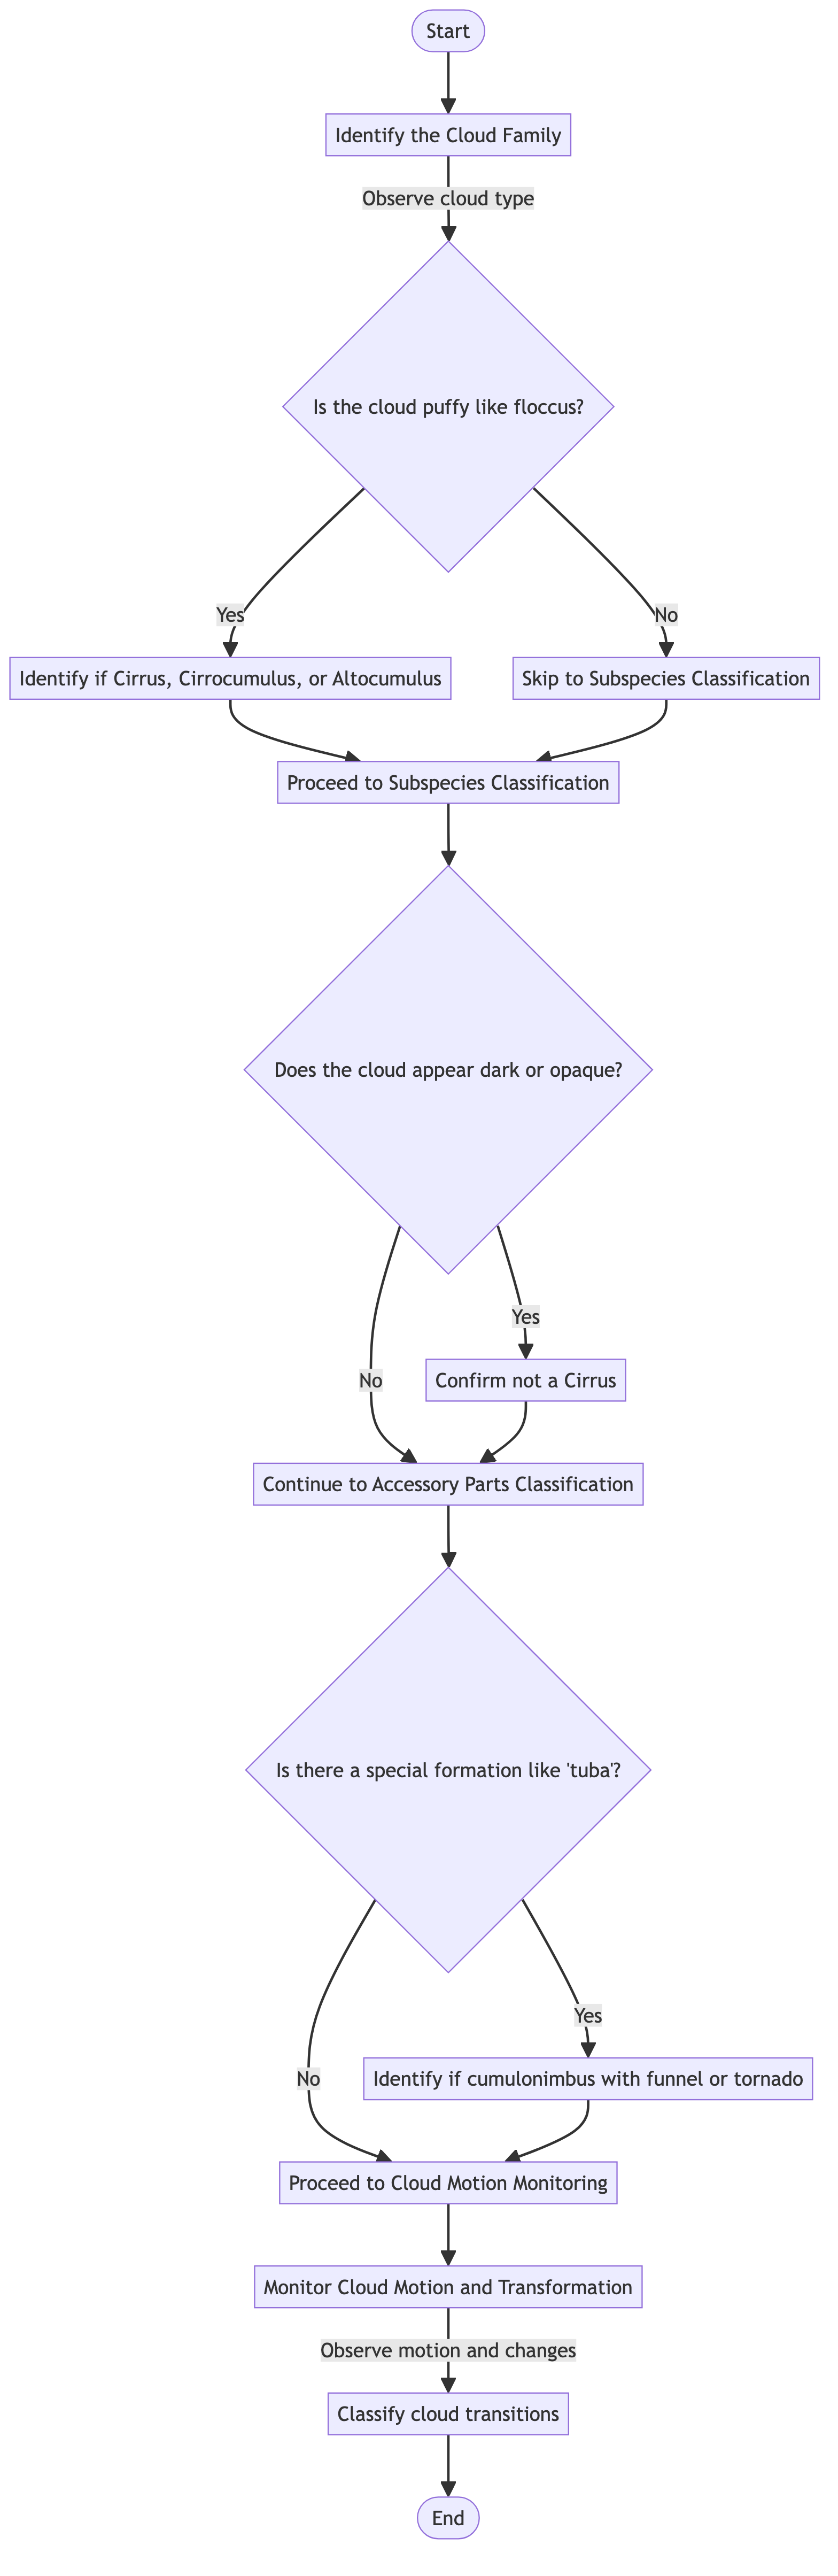 Start
Identify the Cloud Family
Observe cloud type
Is the cloud puffy like floccus?
Yes
No
Identify if Cirrus, Cirrocumulus, or Altocumulus
Skip to Subspecies Classification
Proceed to Subspecies Classification
Does the cloud appear dark or opaque?
Yes
No
Confirm not a Cirrus
Continue to Accessory Parts Classification
Is there a special formation like 'tuba'?
Yes
No
Identify if cumulonimbus with funnel or tornado
Proceed to Cloud Motion Monitoring
Monitor Cloud Motion and Transformation
Observe motion and changes
Classify cloud transitions
End